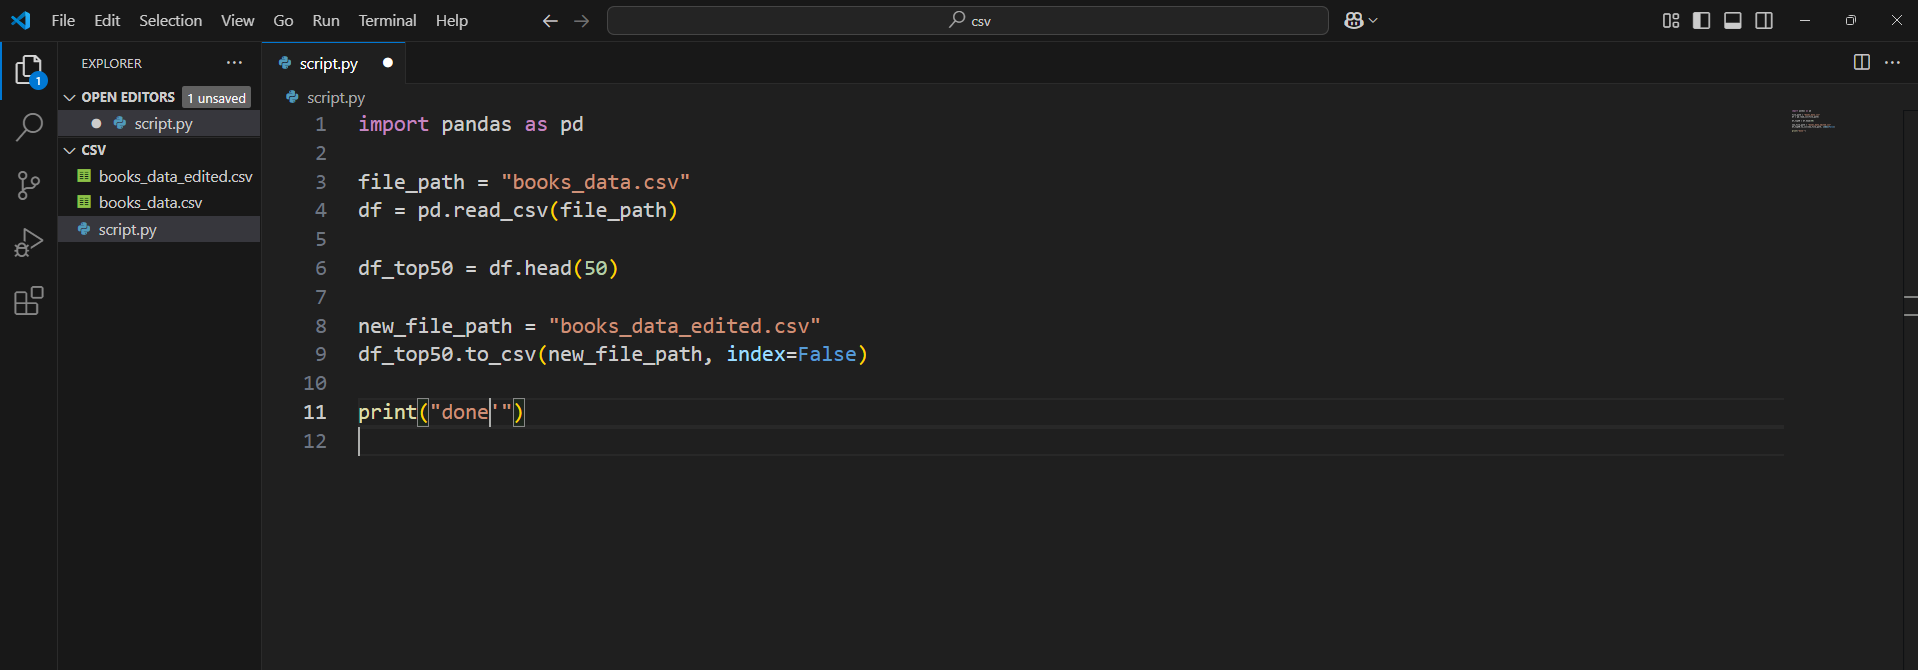 File Edit Selection View Go Run Terminal Help
csv
EXPLORER
1
OPEN EDITORS 1 unsaved
script.py
CSV
books_data_edited.csv
books_data.csv
script.py
script.py
script.py
1 import pandas as pd
2
3 file_path = "books_data.csv"
4 df = pd.read_csv(file_path)
5
6 df_top50 = df.head(50)
7
8 new_file_path = "books_data_edited.csv"
9 df_top50.to_csv(new_file_path, index=False)
10
11 print("done'")
12